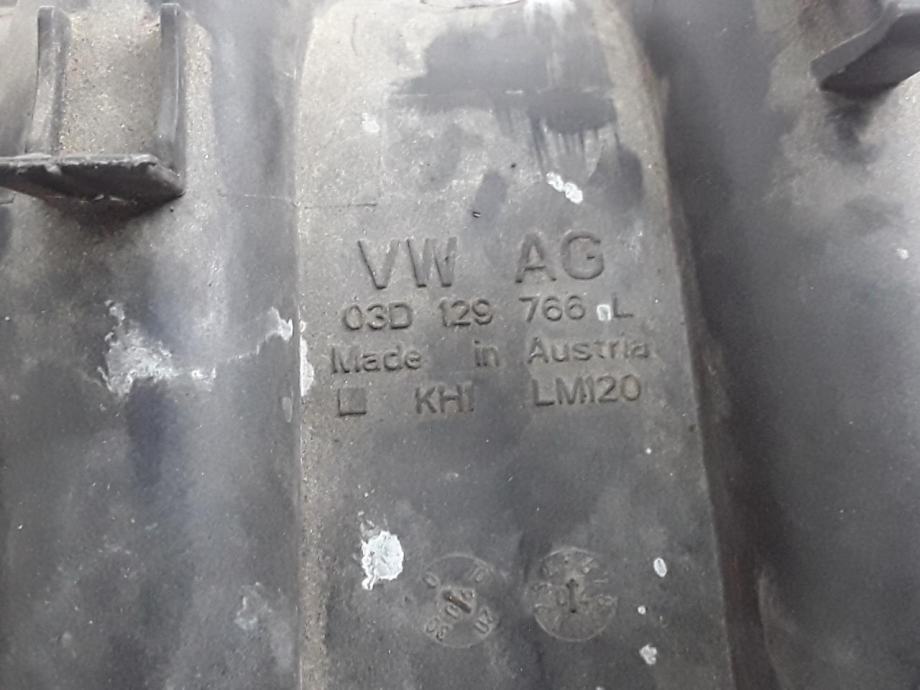 VW AG
03D 129 766 L
Made in Austria
KHI LM120